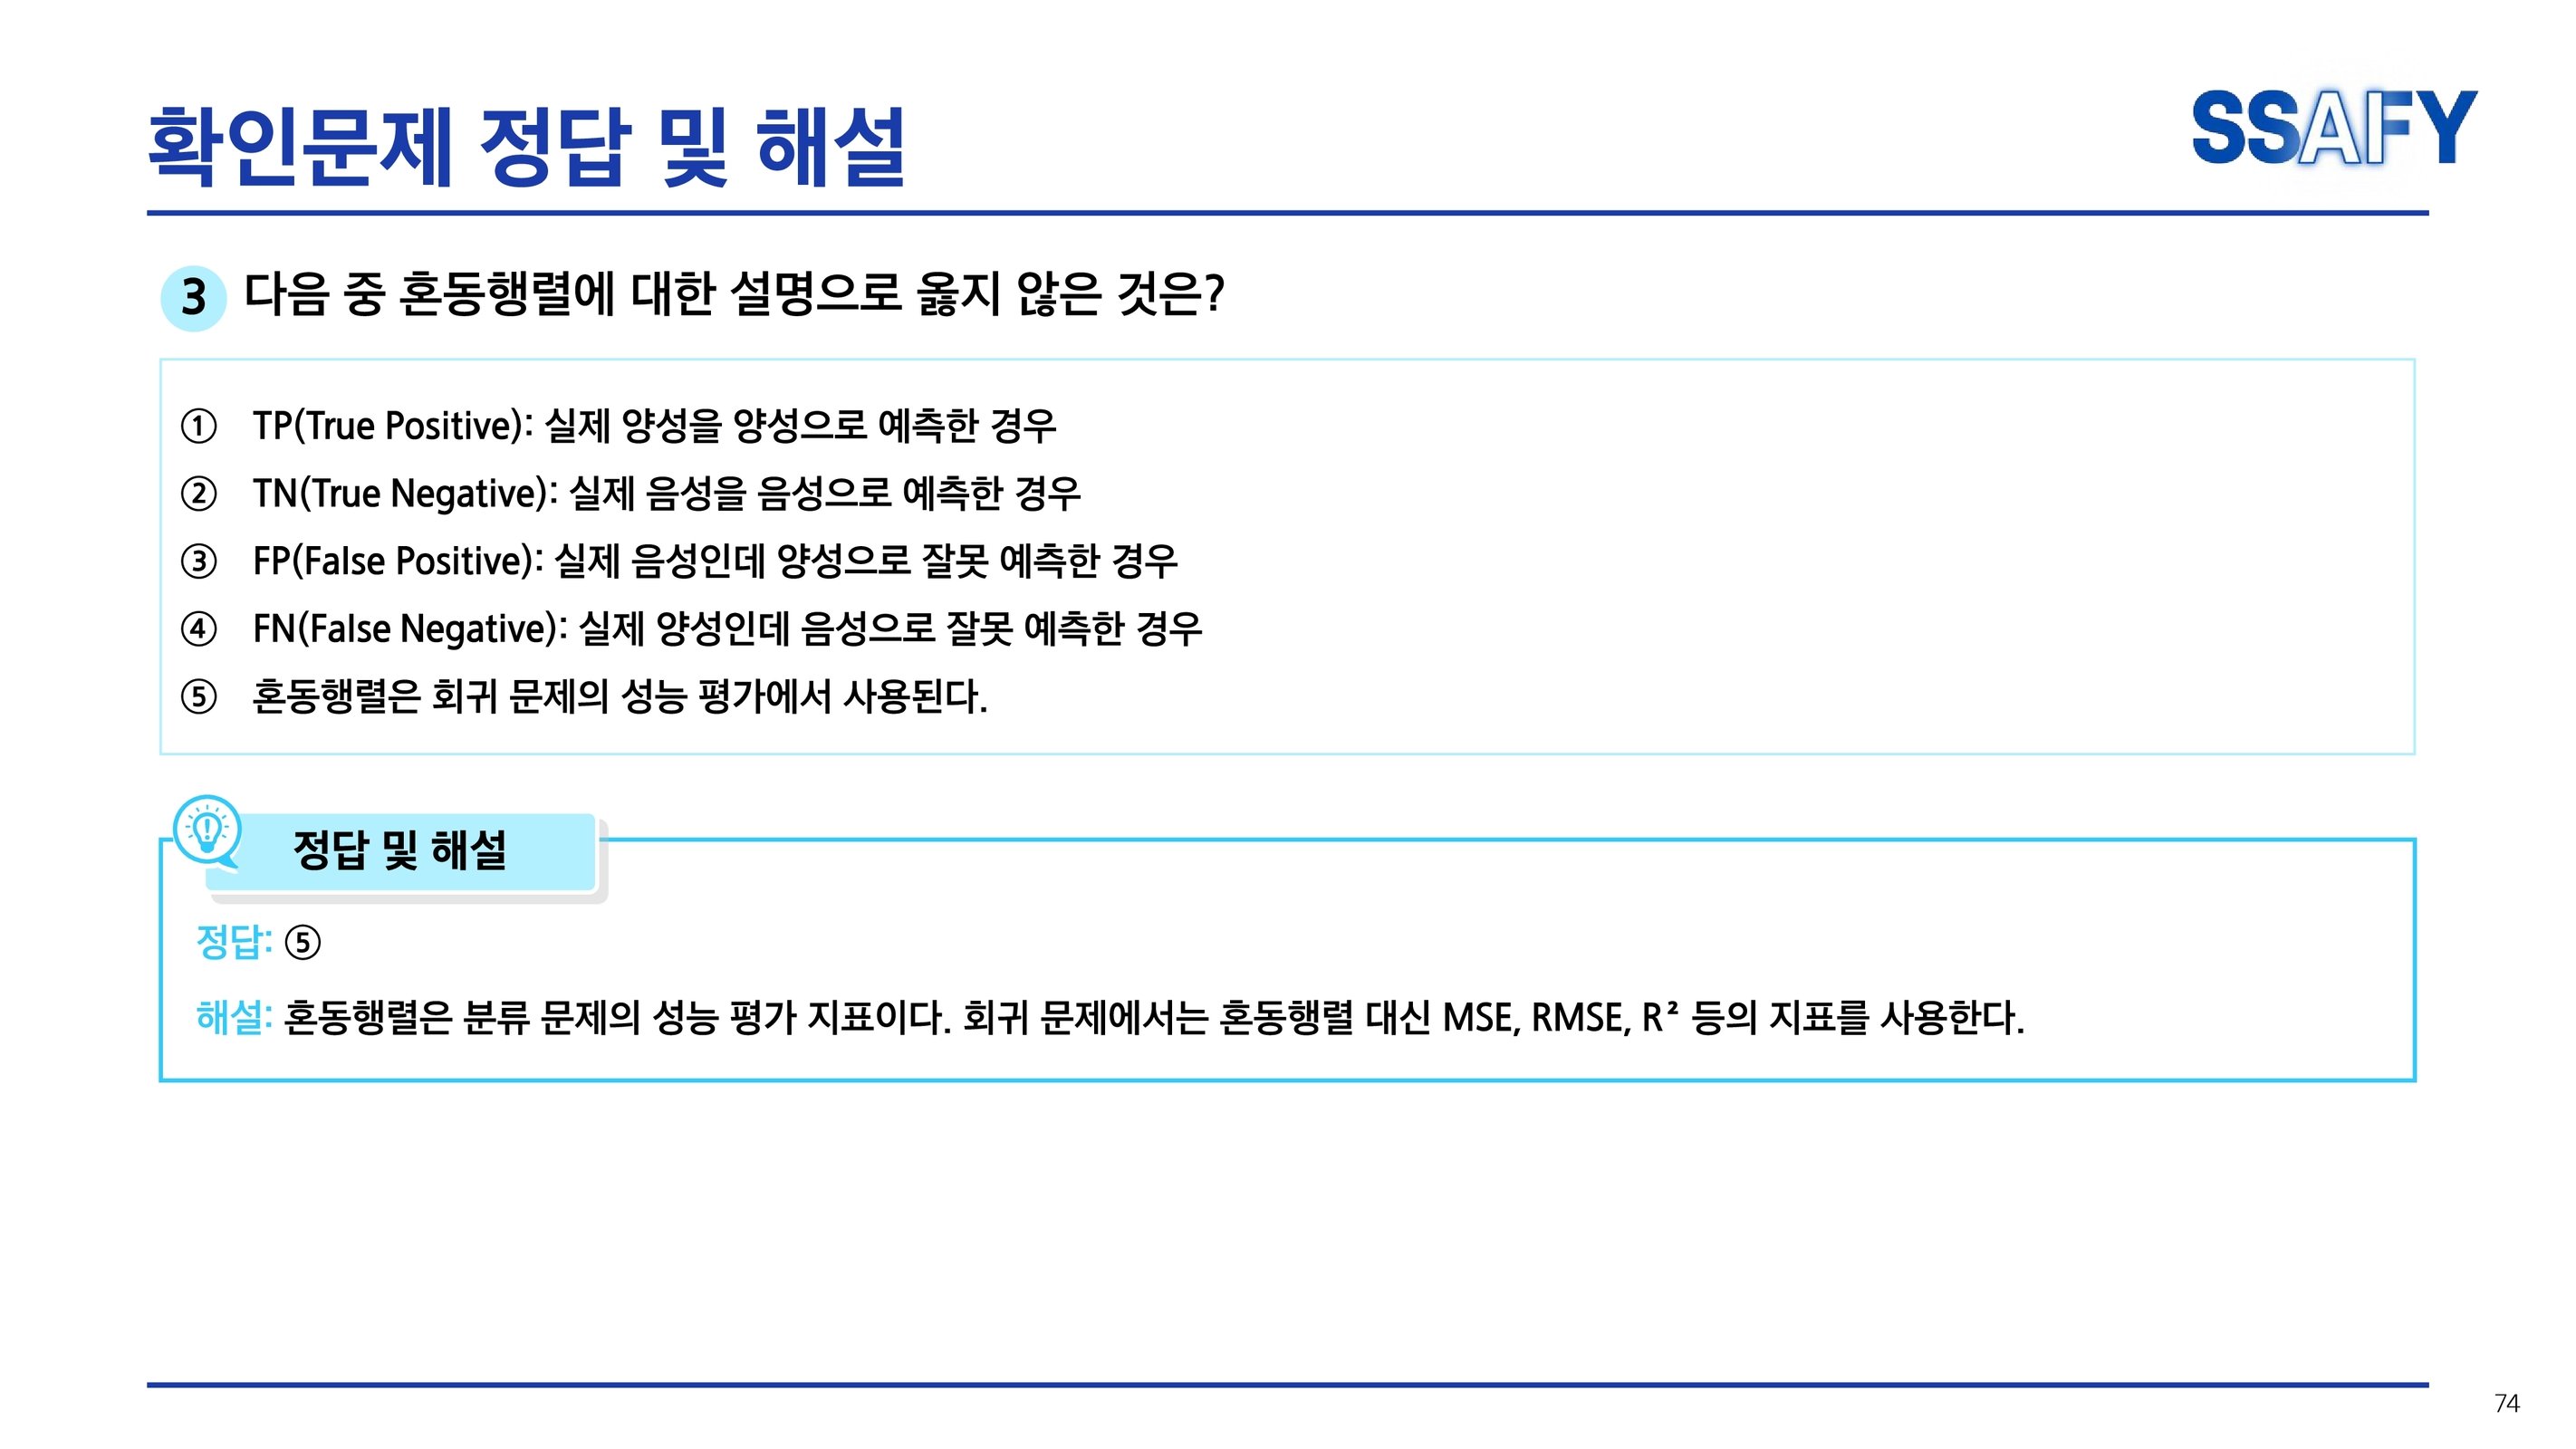 확인문제 정답 및 해설
SSAFY
3 다음 중 혼동행렬에 대한 설명으로 옳지 않은 것은?
① TP(True Positive): 실제 양성을 양성으로 예측한 경우
② TN(True Negative): 실제 음성을 음성으로 예측한 경우
③ FP(False Positive): 실제 음성인데 양성으로 잘못 예측한 경우
④ FN(False Negative): 실제 양성인데 음성으로 잘못 예측한 경우
⑤ 혼동행렬은 회귀 문제의 성능 평가에서 사용된다.
정답 및 해설
정답: ⑤
해설: 혼동행렬은 분류 문제의 성능 평가 지표이다. 회귀 문제에서는 혼동행렬 대신 MSE, RMSE, R² 등의 지표를 사용한다.
74